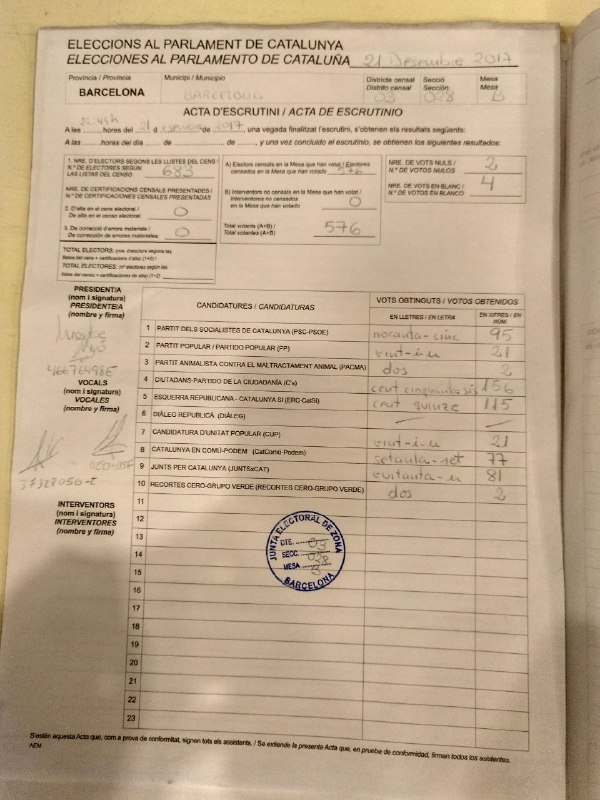 ELECCIONS AL PARLAMENT DE CATALUNYA
ELECCIONES AL PARLAMENTO DE CATALUÑA 21 Desembre 2017
Provincia / Provincia Municipi / Municipio Districte censal Secció Mesa
Distrito censal Sección Mesa
BARCELONA BARCELONA 03 028 B
ACTA D'ESCRUTINI / ACTA DE ESCRUTINIO
A les 22:45h hores del 21 de 2017, una vegada finalitzat l'escrutini, s'obtenen els resultats següents:
A las hores del día de de , y una vez concluido el escrutinio, se obtienen los siguientes resultados:
1. NRE. D'ELECTORS SEGONS LES LLISTES DEL CENS /
N.º DE ELECTORES SEGÚN
LAS LISTAS DEL CENSO 683
NRE. DE CERTIFICACIONS CENSALS PRESENTADES /
N.º DE CERTIFICACIONES CENSALES PRESENTADAS
2. D'alta en el cens electoral:
De alta en el censo electoral: 0
3. De correcció d'errors materials:
De corrección de errores materiales: 0
TOTAL ELECTORS: (nre. d'electors segons les
llistes del cens + certificacions d'alta) (1+2) /
TOTAL ELECTORES: (nº electores según las
listas del censo + certificaciones de alta) (1+2)
A) Electors censats en la Mesa que han votat / Electores
censados en la Mesa que han votado 576
B) Interventors no censats en la Mesa que han votat /
Interventores no censados
en la Mesa que han votado 0
Total votants (A+B) /
Total votantes (A+B) 576
NRE. DE VOTS NULS /
N.º DE VOTOS NULOS 2
NRE. DE VOTS EN BLANC /
N.º DE VOTOS EN BLANCO 4
PRESIDENT/A
(nom i signatura)
PRESIDENTE/A
(nombre y firma)
46676498E
VOCALS
(nom i signatura)
VOCALES
(nombre y firma)
37328056-E
INTERVENTORS
(nom i signatura)
INTERVENTORES
(nombre y firma)
CANDIDATURES / CANDIDATURAS VOTS OBTINGUTS / VOTOS OBTENIDOS
EN LLETRES / EN LETRA EN XIFRES / EN NÚM.
1 PARTIT DELS SOCIALISTES DE CATALUNYA (PSC-PSOE) noranta-cinc 95
2 PARTIT POPULAR / PARTIDO POPULAR (PP) vint-i-u 21
3 PARTIT ANIMALISTA CONTRA EL MALTRACTAMENT ANIMAL (PACMA) dos 2
4 CIUTADANS-PARTIDO DE LA CIUDADANÍA (C's) cent cinquanta sis 156
5 ESQUERRA REPUBLICANA - CATALUNYA SÍ (ERC-CatSí) cent quinze 115
6 DIÀLEG REPUBLICÀ (DIÀLEG) — —
7 CANDIDATURA D'UNITAT POPULAR (CUP) vint-i-u 21
8 CATALUNYA EN COMÚ-PODEM (CatComú-Podem) setanta-set 77
9 JUNTS PER CATALUNYA (JUNTSxCAT) vuitanta-u 81
10 RECORTES CERO-GRUPO VERDE (RECORTES CERO-GRUPO VERDE) dos 2
11
12
13
14
15
16
17
18
19
20
21
22
23
JUNTA ELECTORAL DE ZONA
DTE. 03
SECC. 028
MESA B
BARCELONA
Estén aquesta Acta que, com a prova de conformitat, signen tots els assistents. / Se extiende la presente Acta que, en prueba de conformidad, firman todos los asistentes.
AEN